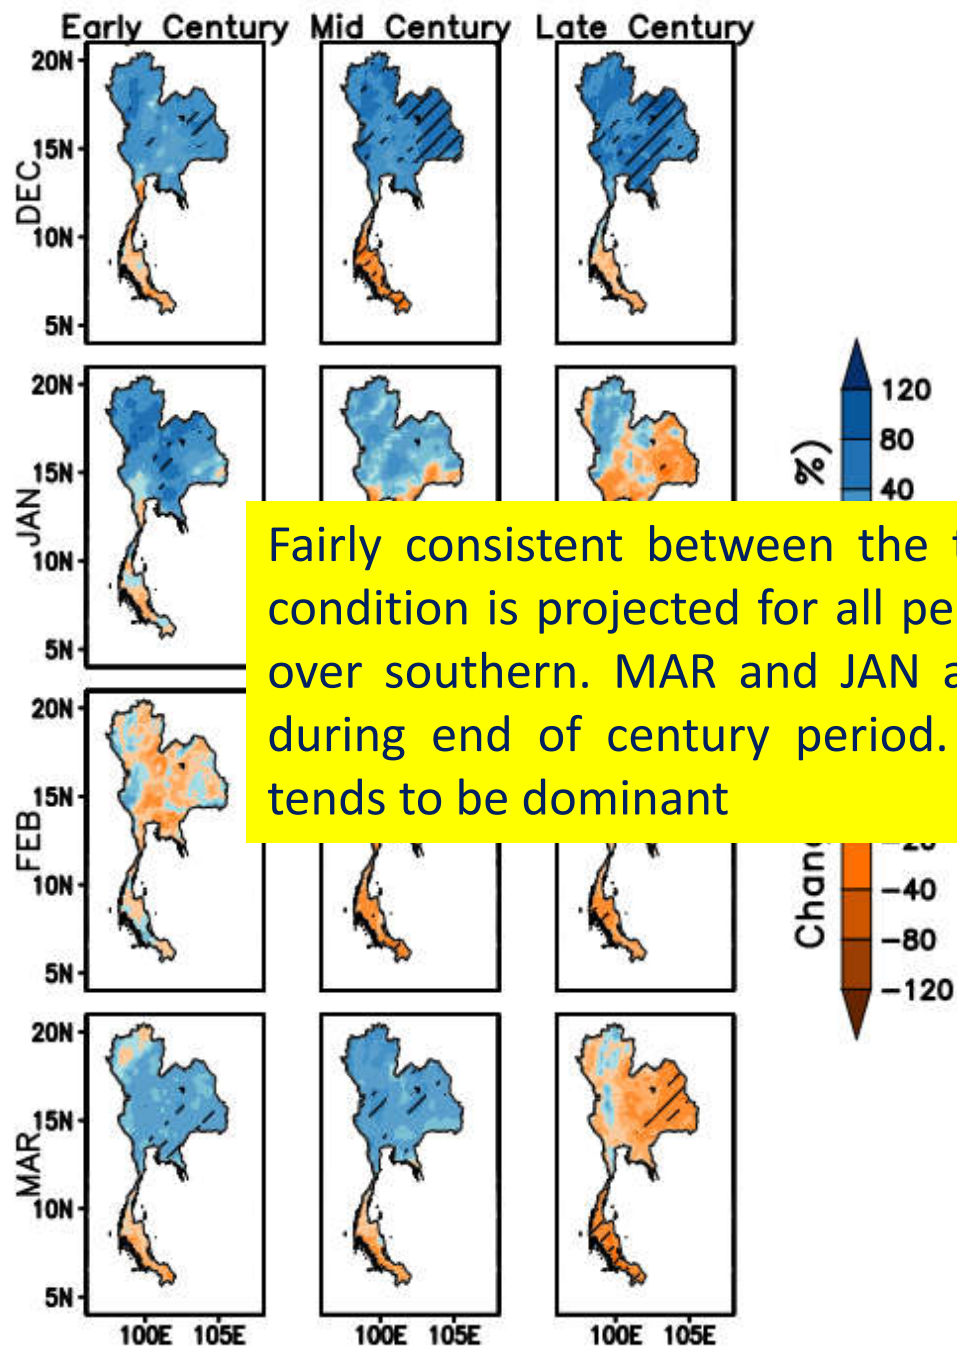 Early Century Mid Century Late Century
20N
15N
10N
5N
DEC
20N
15N
10N
5N
JAN
20N
15N
10N
5N
FEB
20N
15N
10N
5N
MAR
100E 105E 100E 105E 100E 105E
120
80
40
%)
Fairly consistent between the
condition is projected for all
over southern. MAR and JAN
during end of century period.
tends to be dominant
-20
-40
-80
-120